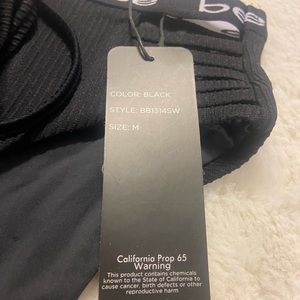 COLOR: BLACK
STYLE: BB13145W
SIZE: M
California Prop 65
Warning
This product contains chemicals
known to the State of California to
cause cancer, birth defects or other
reproductive harm